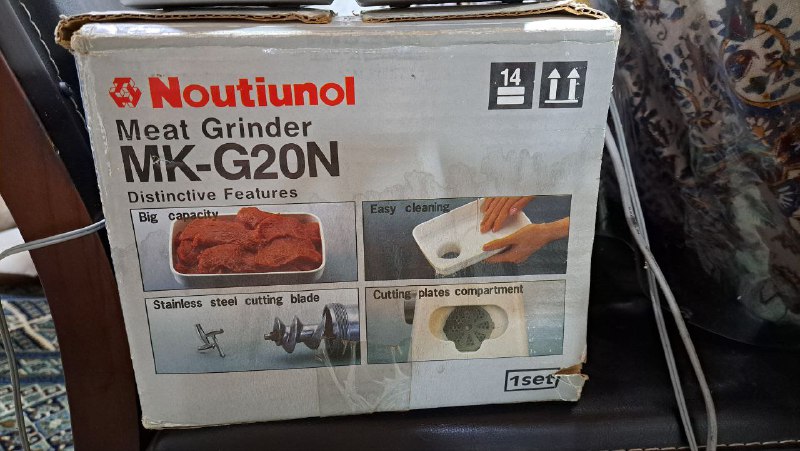 Noutiunol
14
Meat Grinder
MK-G20N
Distinctive Features
Big capacity
Easy cleaning
Stainless steel cutting blade
Cutting plates compartment
1set